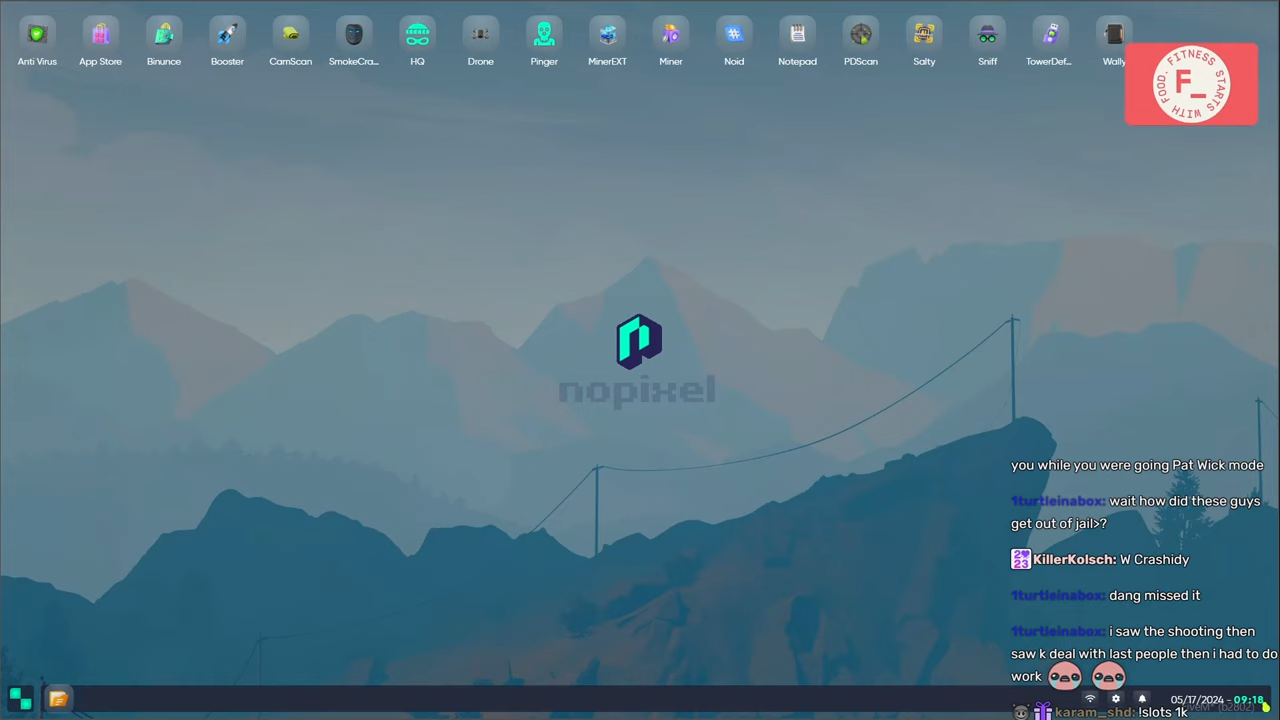 Anti Virus
App Store
Binunce
Booster
CamScan
SmokeCra...
HQ
Drone
Pinger
MinerEXT
Miner
Noid
Notepad
PDScan
Salty
Sniff
TowerDef...
Wally
FITNESS STARTS WITH FOOD.
F_
nopixel
you while you were going Pat Wick mode
1turtleinabox: wait how did these guys
get out of jail>?
2023 KillerKolsch: W Crashidy
1turtleinabox: dang missed it
1turtleinabox: i saw the shooting then
saw k deal with last people then i had to do
work
05/17/2024 - 09:18
karam_shd: !slots 1k